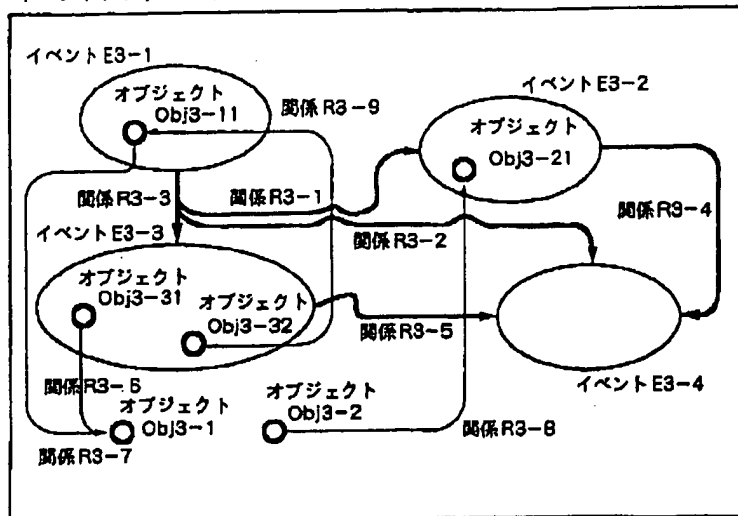 イベントE3-1
オブジェクト
Obj3-11
関係R3-9
イベントE3-2
オブジェクト
Obj3-21
関係R3-3
関係R3-1
関係R3-4
イベントE3-3
関係R3-2
オブジェクト
Obj3-31
オブジェクト
Obj3-32
関係R3-5
関係R3-6
イベントE3-4
オブジェクト
Obj3-1
オブジェクト
Obj3-2
関係R3-7
関係R3-8